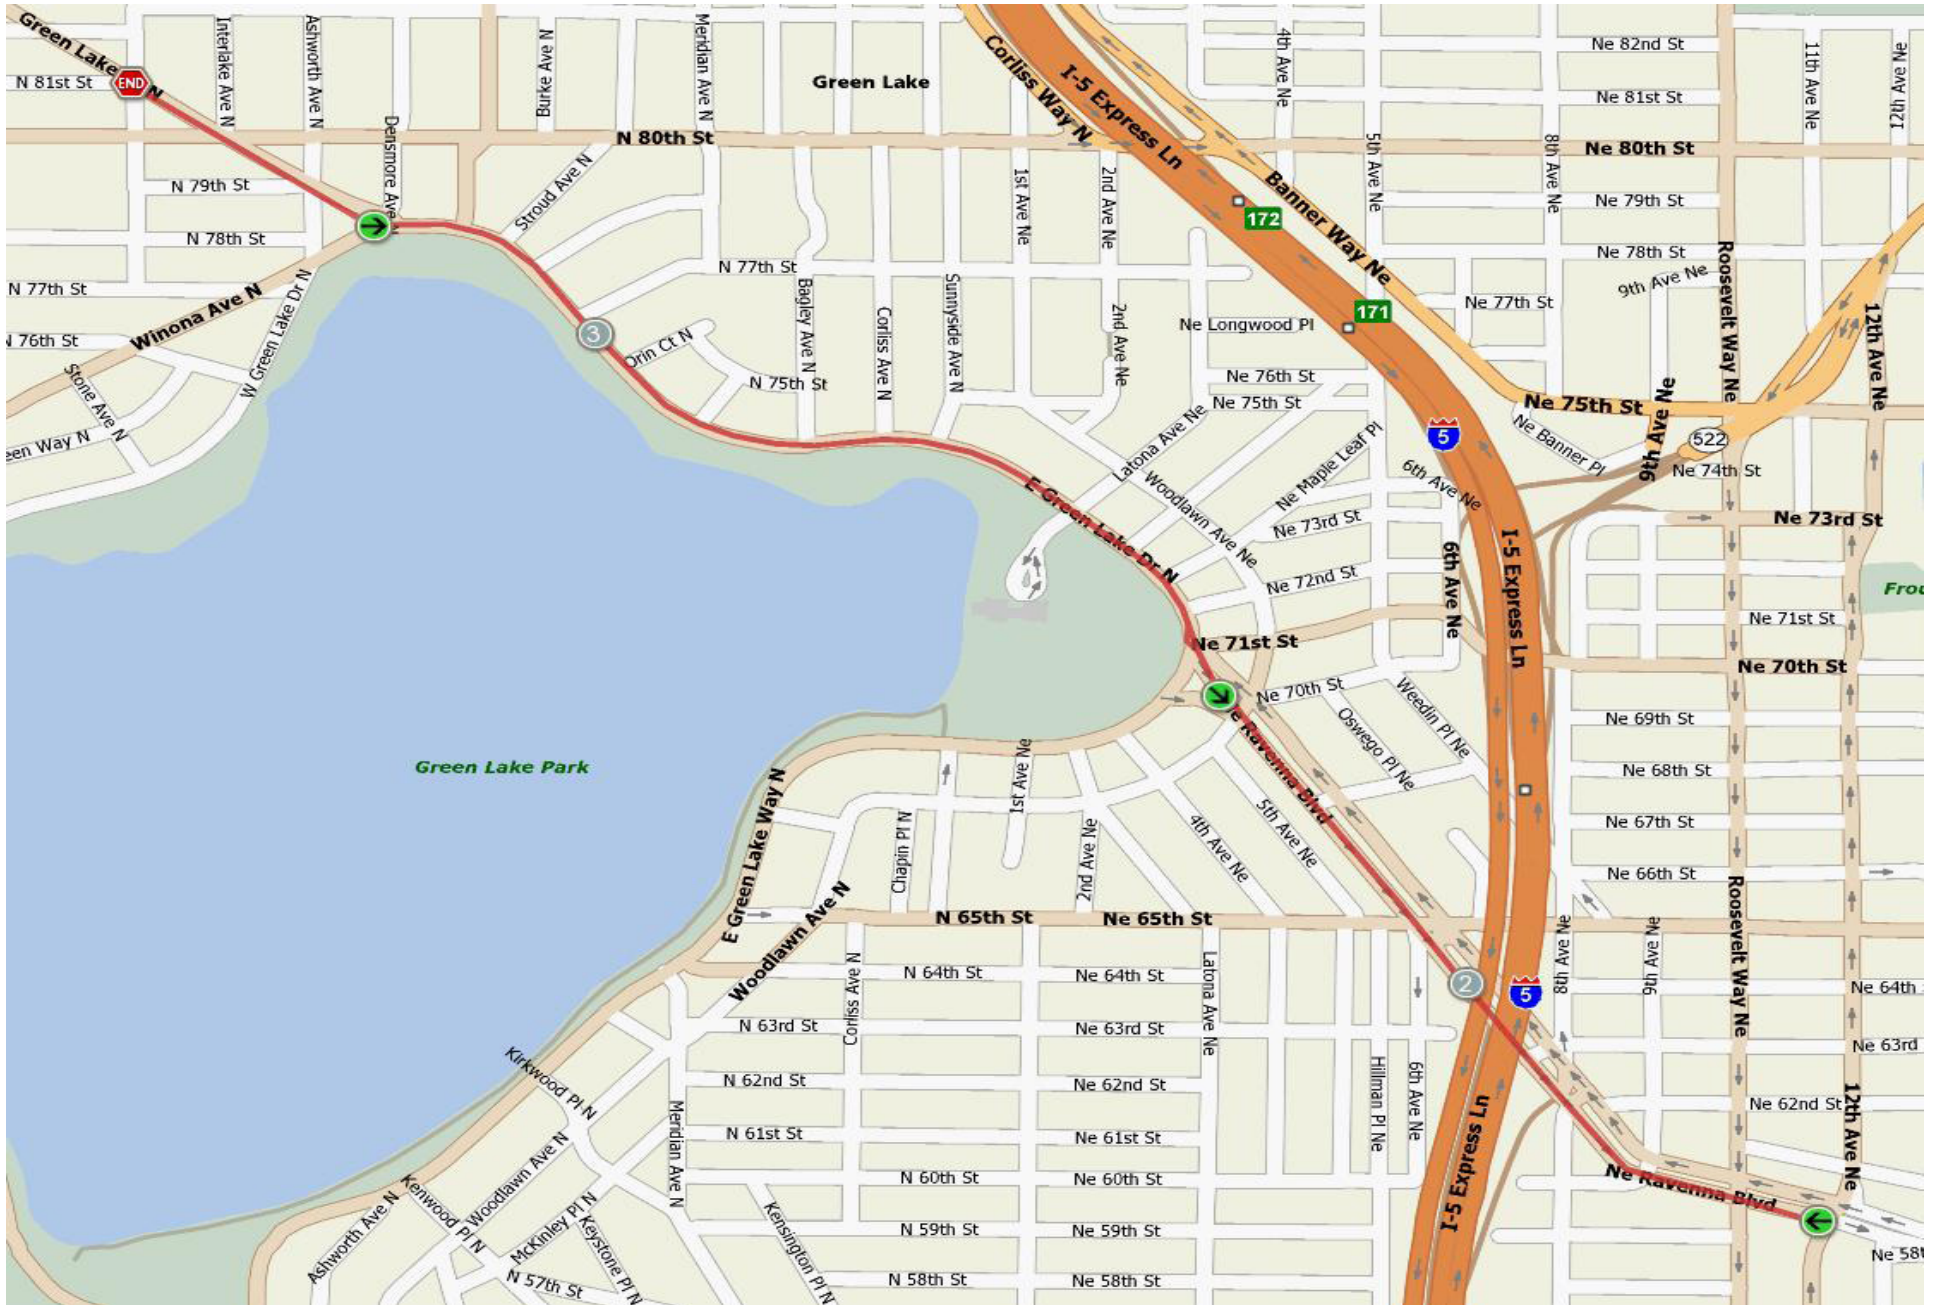 Green Lake
N
END
N 81st St
Interlake Ave N
Ashworth Ave N
Burke Ave N
Meridian Ave N
Green Lake
Corliss Way N
I-5 Express Ln
4th Ave Ne
Ne 82nd St
Ne 81st St
11th Ave Ne
12th Ave Ne
Densmore Ave N
N 80th St
Ne 80th St
N 79th St
Stroud Ave N
1st Ave Ne
2nd Ave Ne
5th Ave Ne
8th Ave Ne
172
Banner Way Ne
Ne 79th St
N 78th St
Ne 78th St
Roosevelt Way Ne
N 77th St
N 77th St
9th Ave Ne
Winona Ave N
W Green Lake Dr N
Bagley Ave N
Corliss Ave N
Sunnyside Ave N
2nd Ave Ne
171
Ne 77th St
Ne Longwood Pl
12th Ave Ne
3
N 76th St
Orin Ct N
Stone Ave N
N 75th St
Ne 76th St
Ne 75th St
Ne 75th St
een Way N
Latona Ave Ne
Ne Maple Leaf Pl
5
Ne Banner Pl
9th Ave Ne
522
Ne 74th St
6th Ave Ne
E Green Lake Dr N
Woodlawn Ave Ne
Ne 73rd St
Ne 73rd St
I-5 Express Ln
6th Ave Ne
Ne 72nd St
Frou
Ne 71st St
Ne 71st St
Ne 70th St
Ne 70th St
Weedin Pl Ne
Oswego Pl Ne
Ne Ravenna Blvd
Ne 69th St
Green Lake Park
Ne 68th St
1st Ave Ne
E Green Lake Way N
Chapin Pl N
2nd Ave Ne
4th Ave Ne
5th Ave Ne
Ne 67th St
Ne 66th St
Roosevelt Way Ne
Woodlawn Ave N
N 65th St
Ne 65th St
8th Ave Ne
9th Ave Ne
Corliss Ave N
N 64th St
Ne 64th St
Latona Ave Ne
2
5
Ne 64th
N 63rd St
Ne 63rd St
Ne 63rd
Kirkwood Pl N
N 62nd St
Ne 62nd St
Hillman Pl Ne
6th Ave Ne
I-5 Express Ln
Ne 62nd St
12th Ave Ne
Meridian Ave N
N 61st St
Ne 61st St
N 60th St
Ne 60th St
Ne Ravenna Blvd
Ashworth Ave N
Kenwood Pl N
Woodlawn Ave N
McKinley Pl N
Keystone Pl N
Kensington Pl N
N 59th St
Ne 59th St
Ne 58t
N 57th St
N 58th St
Ne 58th St